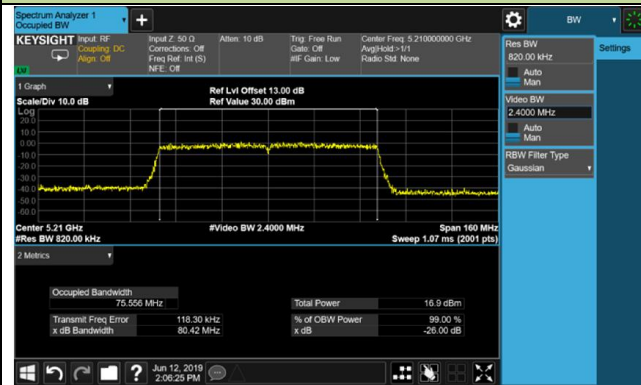 Spectrum Analyzer 1
Occupied BW
BW
KEYSIGHT Input: RF
Coupling: DC
Align: Off
Input Z: 50 Ω
Corrections: Off
Freq Ref: Int (S)
NFE: Off
Atten: 10 dB
Trig: Free Run
Gate: Off
#IF Gain: Low
Center Freq: 5.210000000 GHz
Avg|Hold:>1/1
Radio Std: None
LXI
1 Graph
Scale/Div 10.0 dB
Ref Lvl Offset 13.00 dB
Ref Value 30.00 dBm
Log
20.0
10.0
0.00
-10.0
-20.0
-30.0
-40.0
-50.0
-60.0
Center 5.21 GHz
#Res BW 820.00 kHz
#Video BW 2.4000 MHz
Span 160 MHz
Sweep 1.07 ms (2001 pts)
2 Metrics
Occupied Bandwidth
75.556 MHz
Transmit Freq Error 118.30 kHz
x dB Bandwidth 80.42 MHz
Total Power 16.9 dBm
% of OBW Power 99.00 %
x dB -26.00 dB
Res BW
820.00 kHz
Auto
Man
Video BW
2.4000 MHz
Auto
Man
RBW Filter Type
Gaussian
Settings
Jun 12, 2019
2:06:25 PM